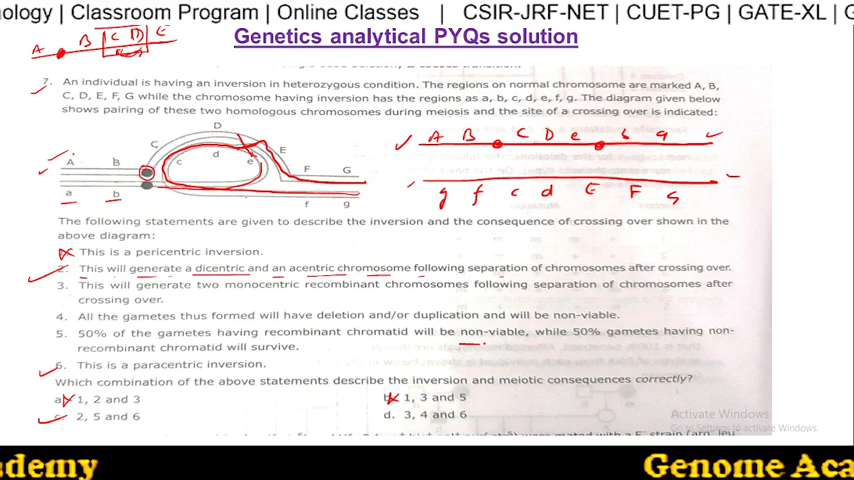 ology | Classroom Program | Online Classes | CSIR-JRF-NET | CUET-PG | GATE-XL | G
Genetics analytical PYQs solution
A B C D E
7. An individual is having an inversion in heterozygous condition. The regions on normal chromosome are marked A, B,
C, D, E, F, G while the chromosome having inversion has the regions as a, b, c, d, e, f, g. The diagram given below
shows pairing of these two homologous chromosomes during meiosis and the site of a crossing over is indicated:
A B C D E F G
a b c d e f g
A B C D e b a
g f c d E F G
The following statements are given to describe the inversion and the consequence of crossing over shown in the
above diagram:
1. This is a pericentric inversion.
2. This will generate a dicentric and an acentric chromosome following separation of chromosomes after crossing over.
3. This will generate two monocentric recombinant chromosomes following separation of chromosomes after
crossing over.
4. All the gametes thus formed will have deletion and/or duplication and will be non-viable.
5. 50% of the gametes having recombinant chromatid will be non-viable, while 50% gametes having non-
recombinant chromatid will survive.
6. This is a paracentric inversion.
Which combination of the above statements describe the inversion and meiotic consequences correctly?
a. 1, 2 and 3 b. 1, 3 and 5
c. 2, 5 and 6 d. 3, 4 and 6
Activate Windows
Go to Settings to activate Windows.
ademy Genome Aca